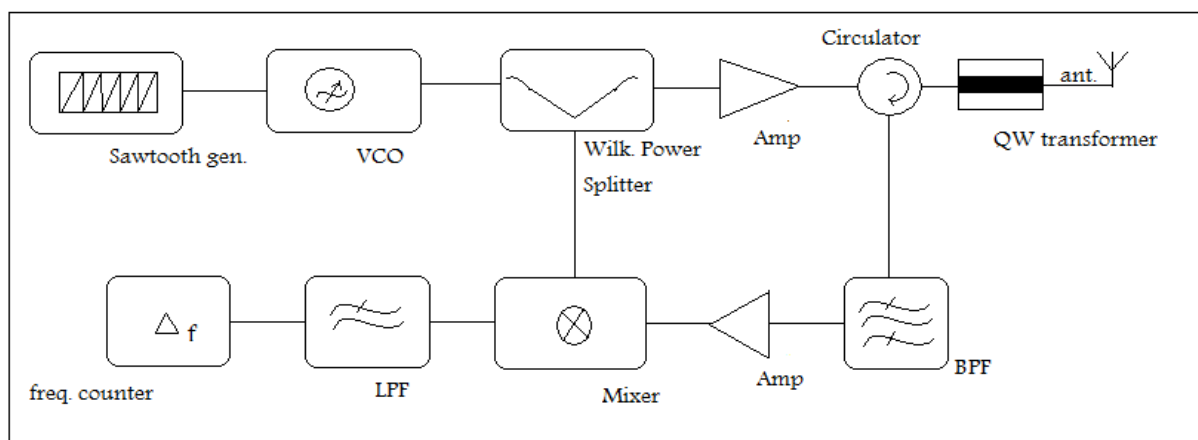 Circulator
ant.
Sawtooth gen.
VCO
Wilk. Power
Splitter
Amp
QW transformer
Δ f
freq. counter
LPF
Mixer
Amp
BPF